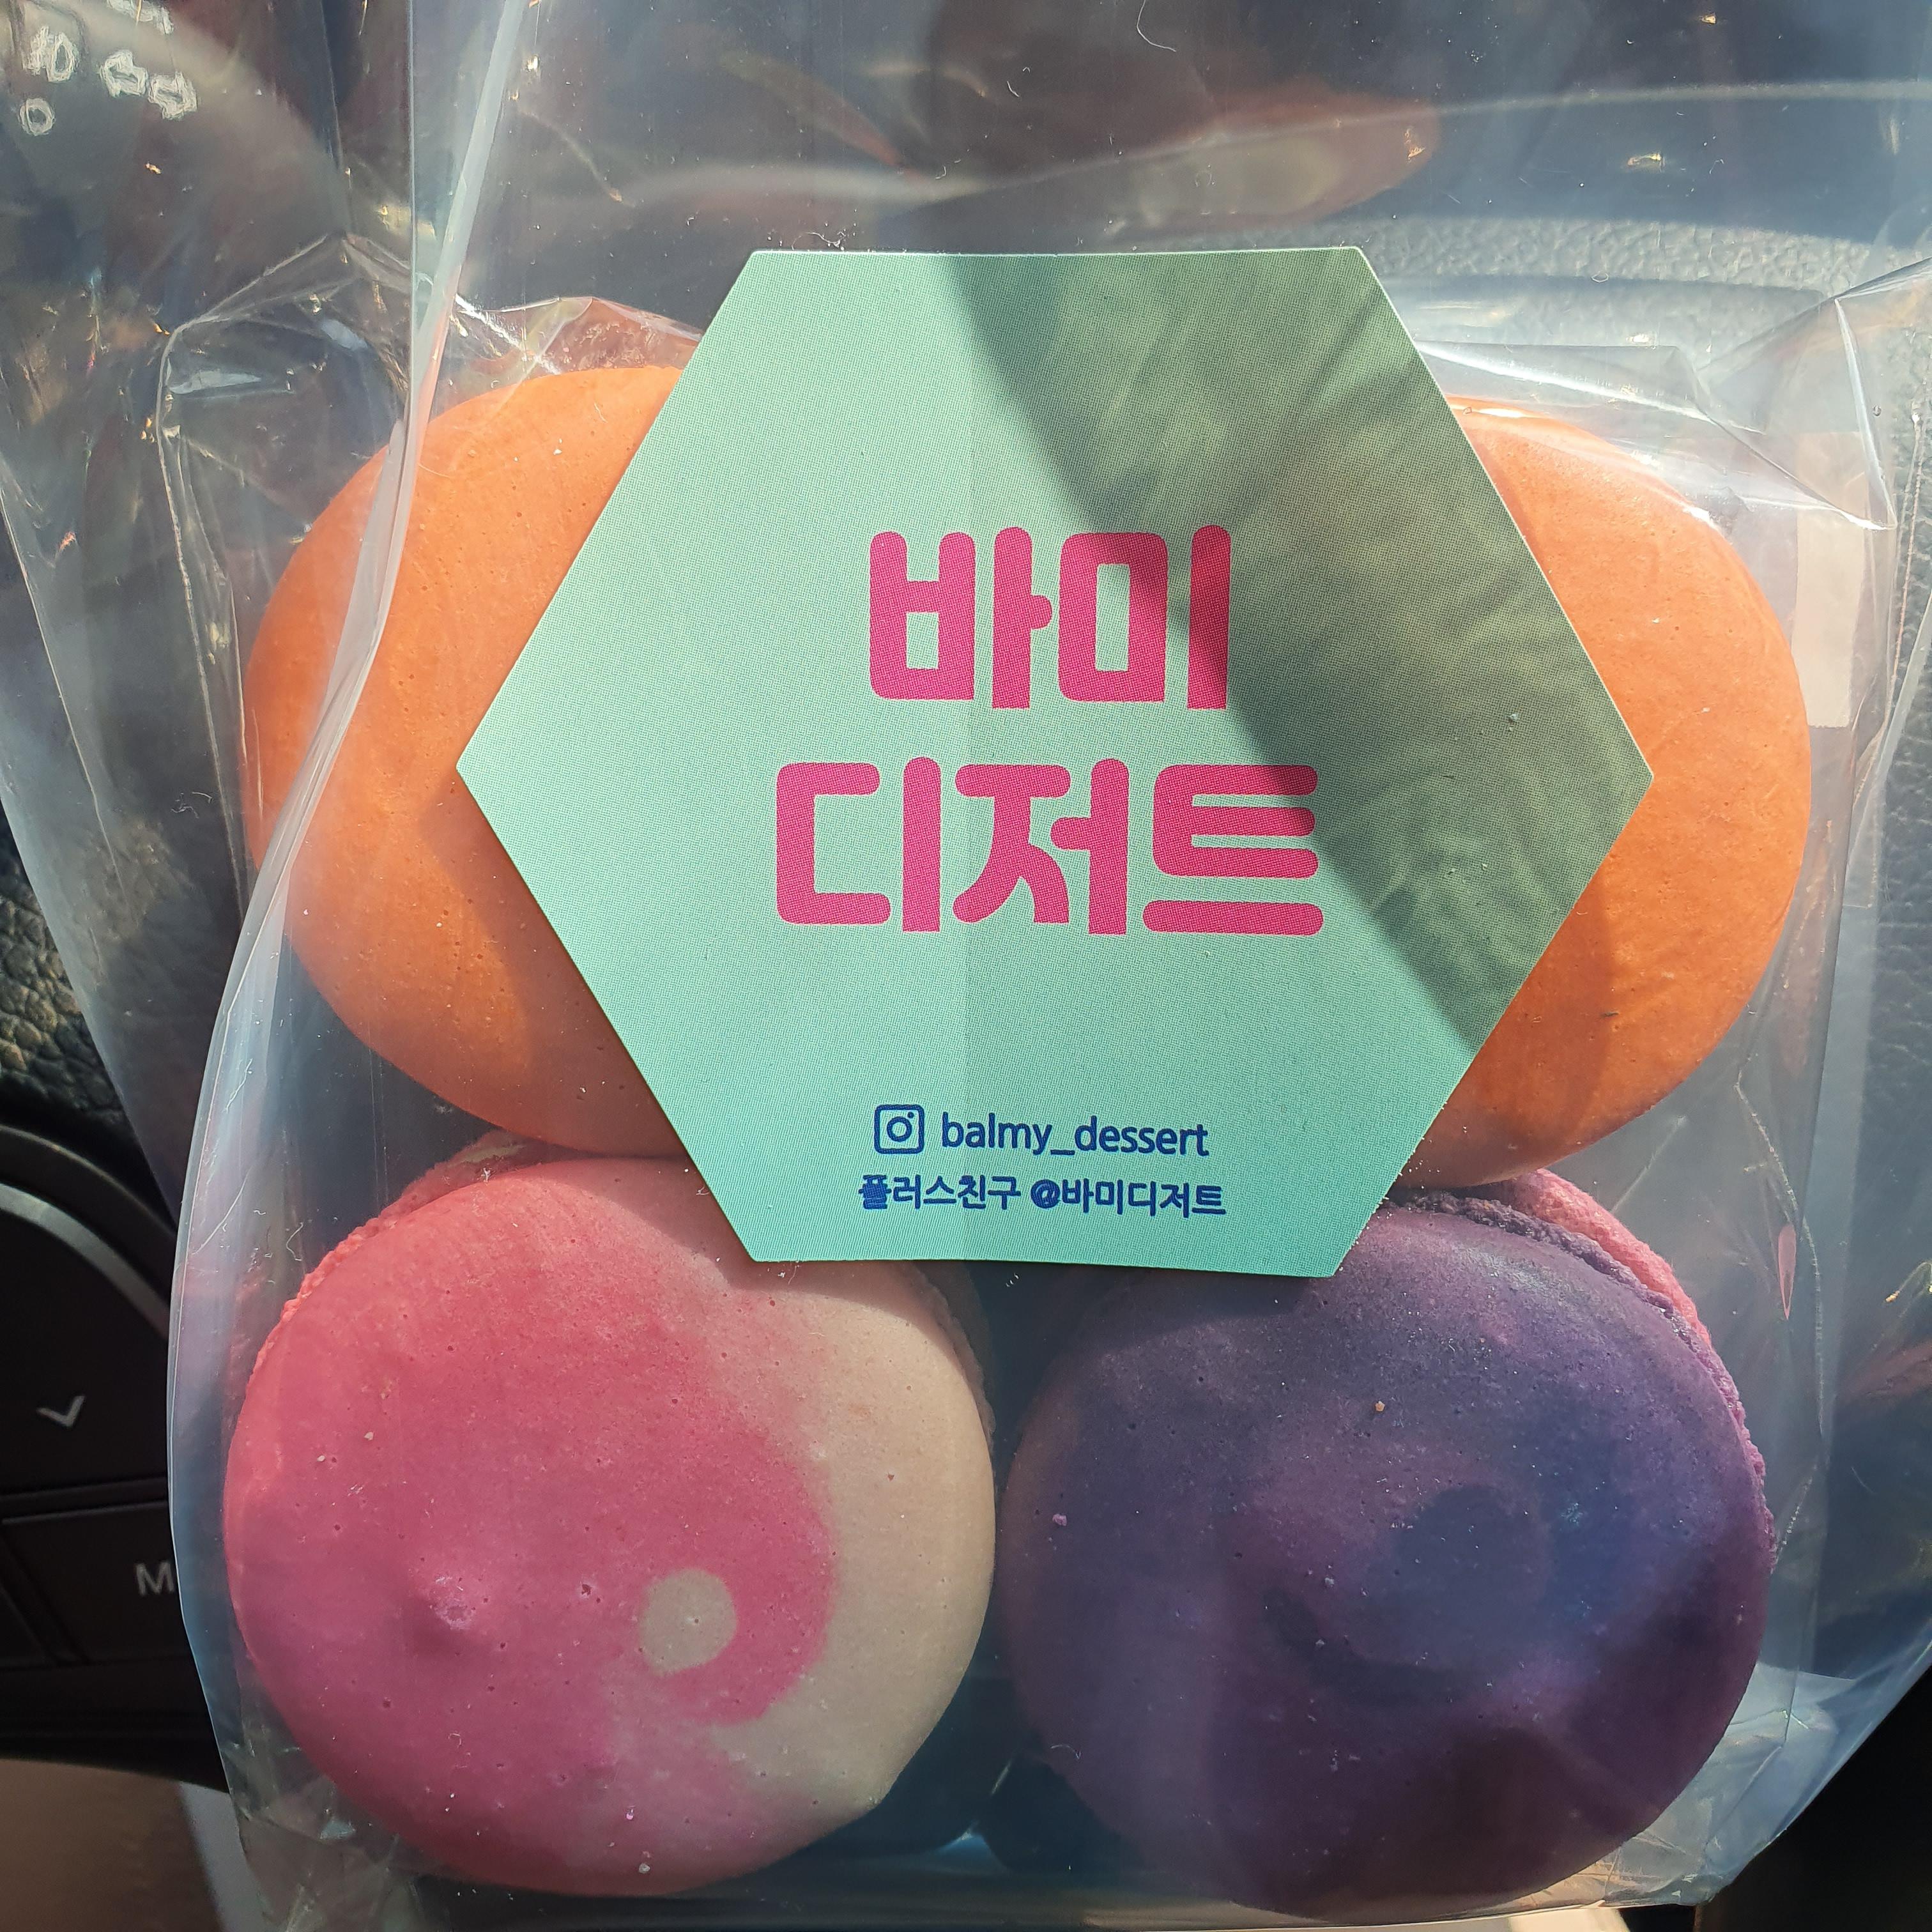 바미
디저트
balmy_dessert
플러스친구 @바미디저트